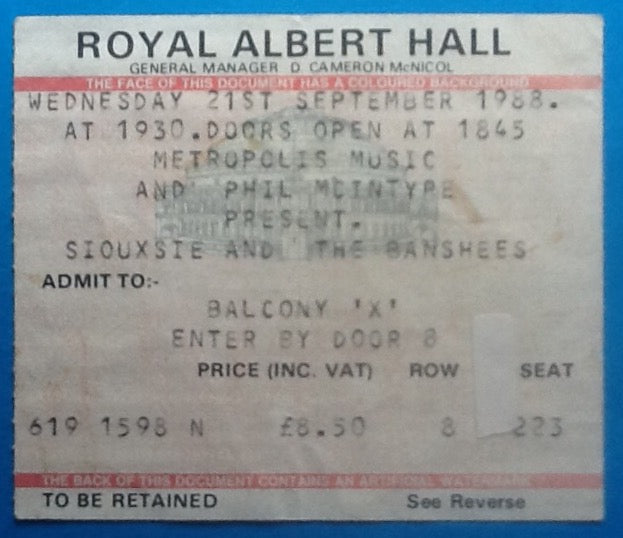 ROYAL ALBERT HALL
GENERAL MANAGER D CAMERON McNICOL
THE FACE OF THIS DOCUMENT HAS A COLOURED BACKGROUND
WEDNESDAY 21ST SEPTEMBER 1988.
AT 1930.DOORS OPEN AT 1845
METROPOLIS MUSIC
AND PHIL MCINTYPE
PRESENT.
SIOUXSIE AND THE BANSHEES
ADMIT TO:-
BALCONY 'X'
ENTER BY DOOR 8
PRICE (INC. VAT) ROW SEAT
619 1598 N £8.50 8 223
THE BACK OF THIS DOCUMENT CONTAINS AN ARTIFICIAL WATERMARK
TO BE RETAINED See Reverse